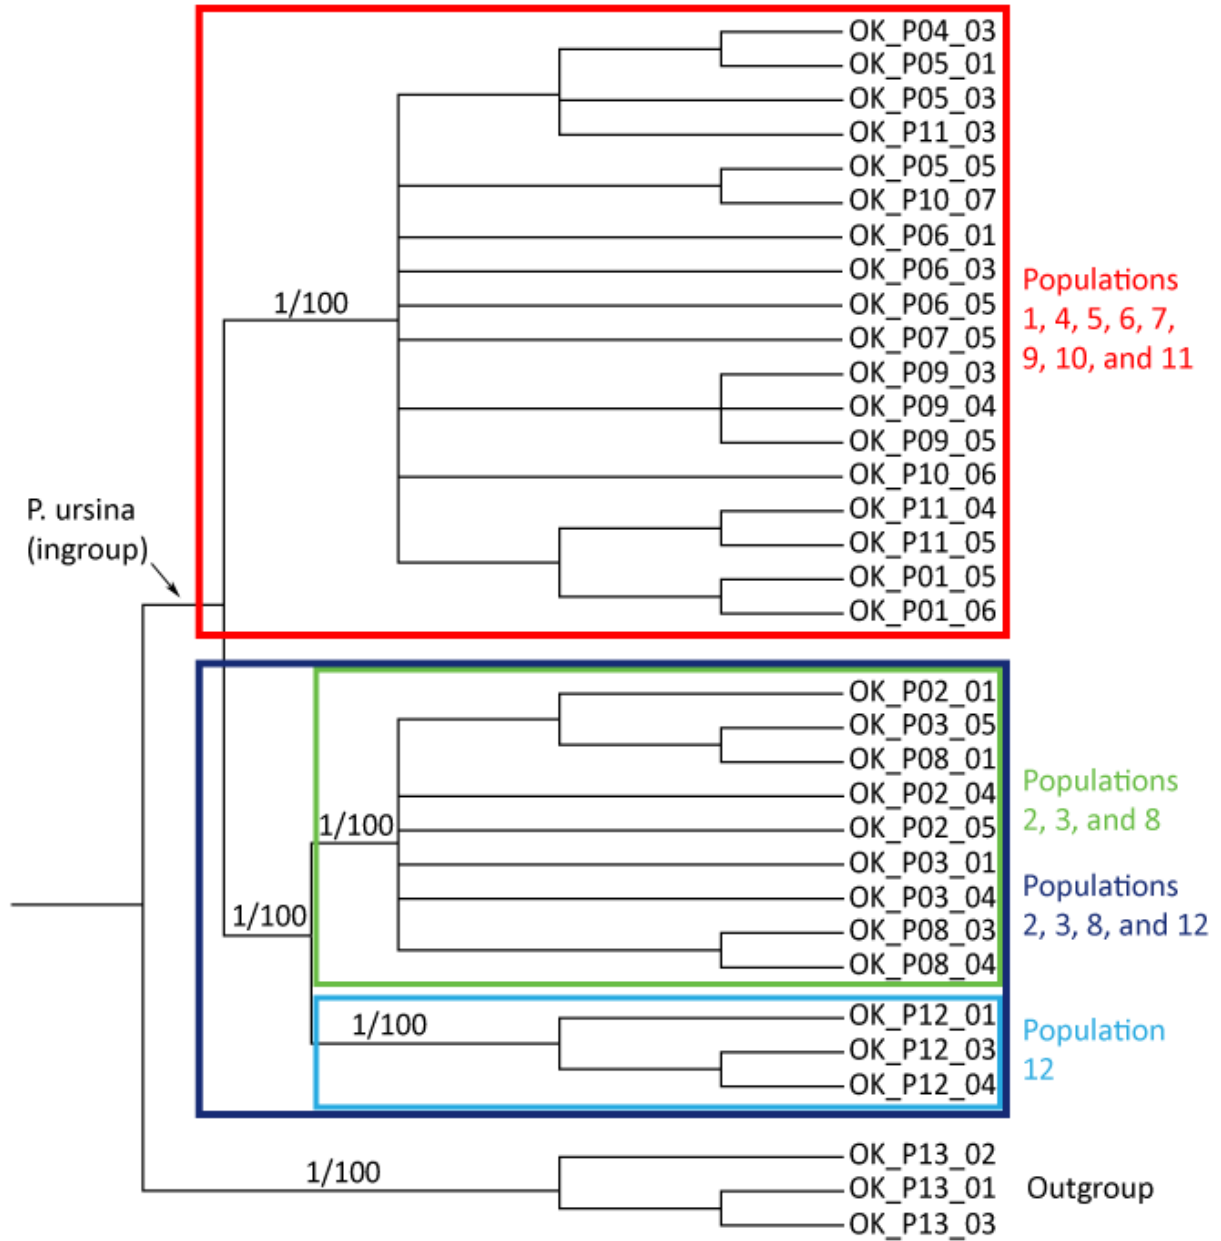 OK_P04_03
OK_P05_01
OK_P05_03
OK_P11_03
OK_P05_05
OK_P10_07
OK_P06_01
OK_P06_03
1/100
OK_P06_05
OK_P07_05
OK_P09_03
OK_P09_04
OK_P09_05
OK_P10_06
OK_P11_04
OK_P11_05
OK_P01_05
OK_P01_06
Populations
1, 4, 5, 6, 7,
9, 10, and 11
P. ursina
(ingroup)
OK_P02_01
OK_P03_05
OK_P08_01
OK_P02_04
1/100
OK_P02_05
OK_P03_01
OK_P03_04
1/100
OK_P08_03
OK_P08_04
Populations
2, 3, and 8
Populations
2, 3, 8, and 12
1/100
OK_P12_01
OK_P12_03
OK_P12_04
Population
12
1/100
OK_P13_02
OK_P13_01
OK_P13_03
Outgroup